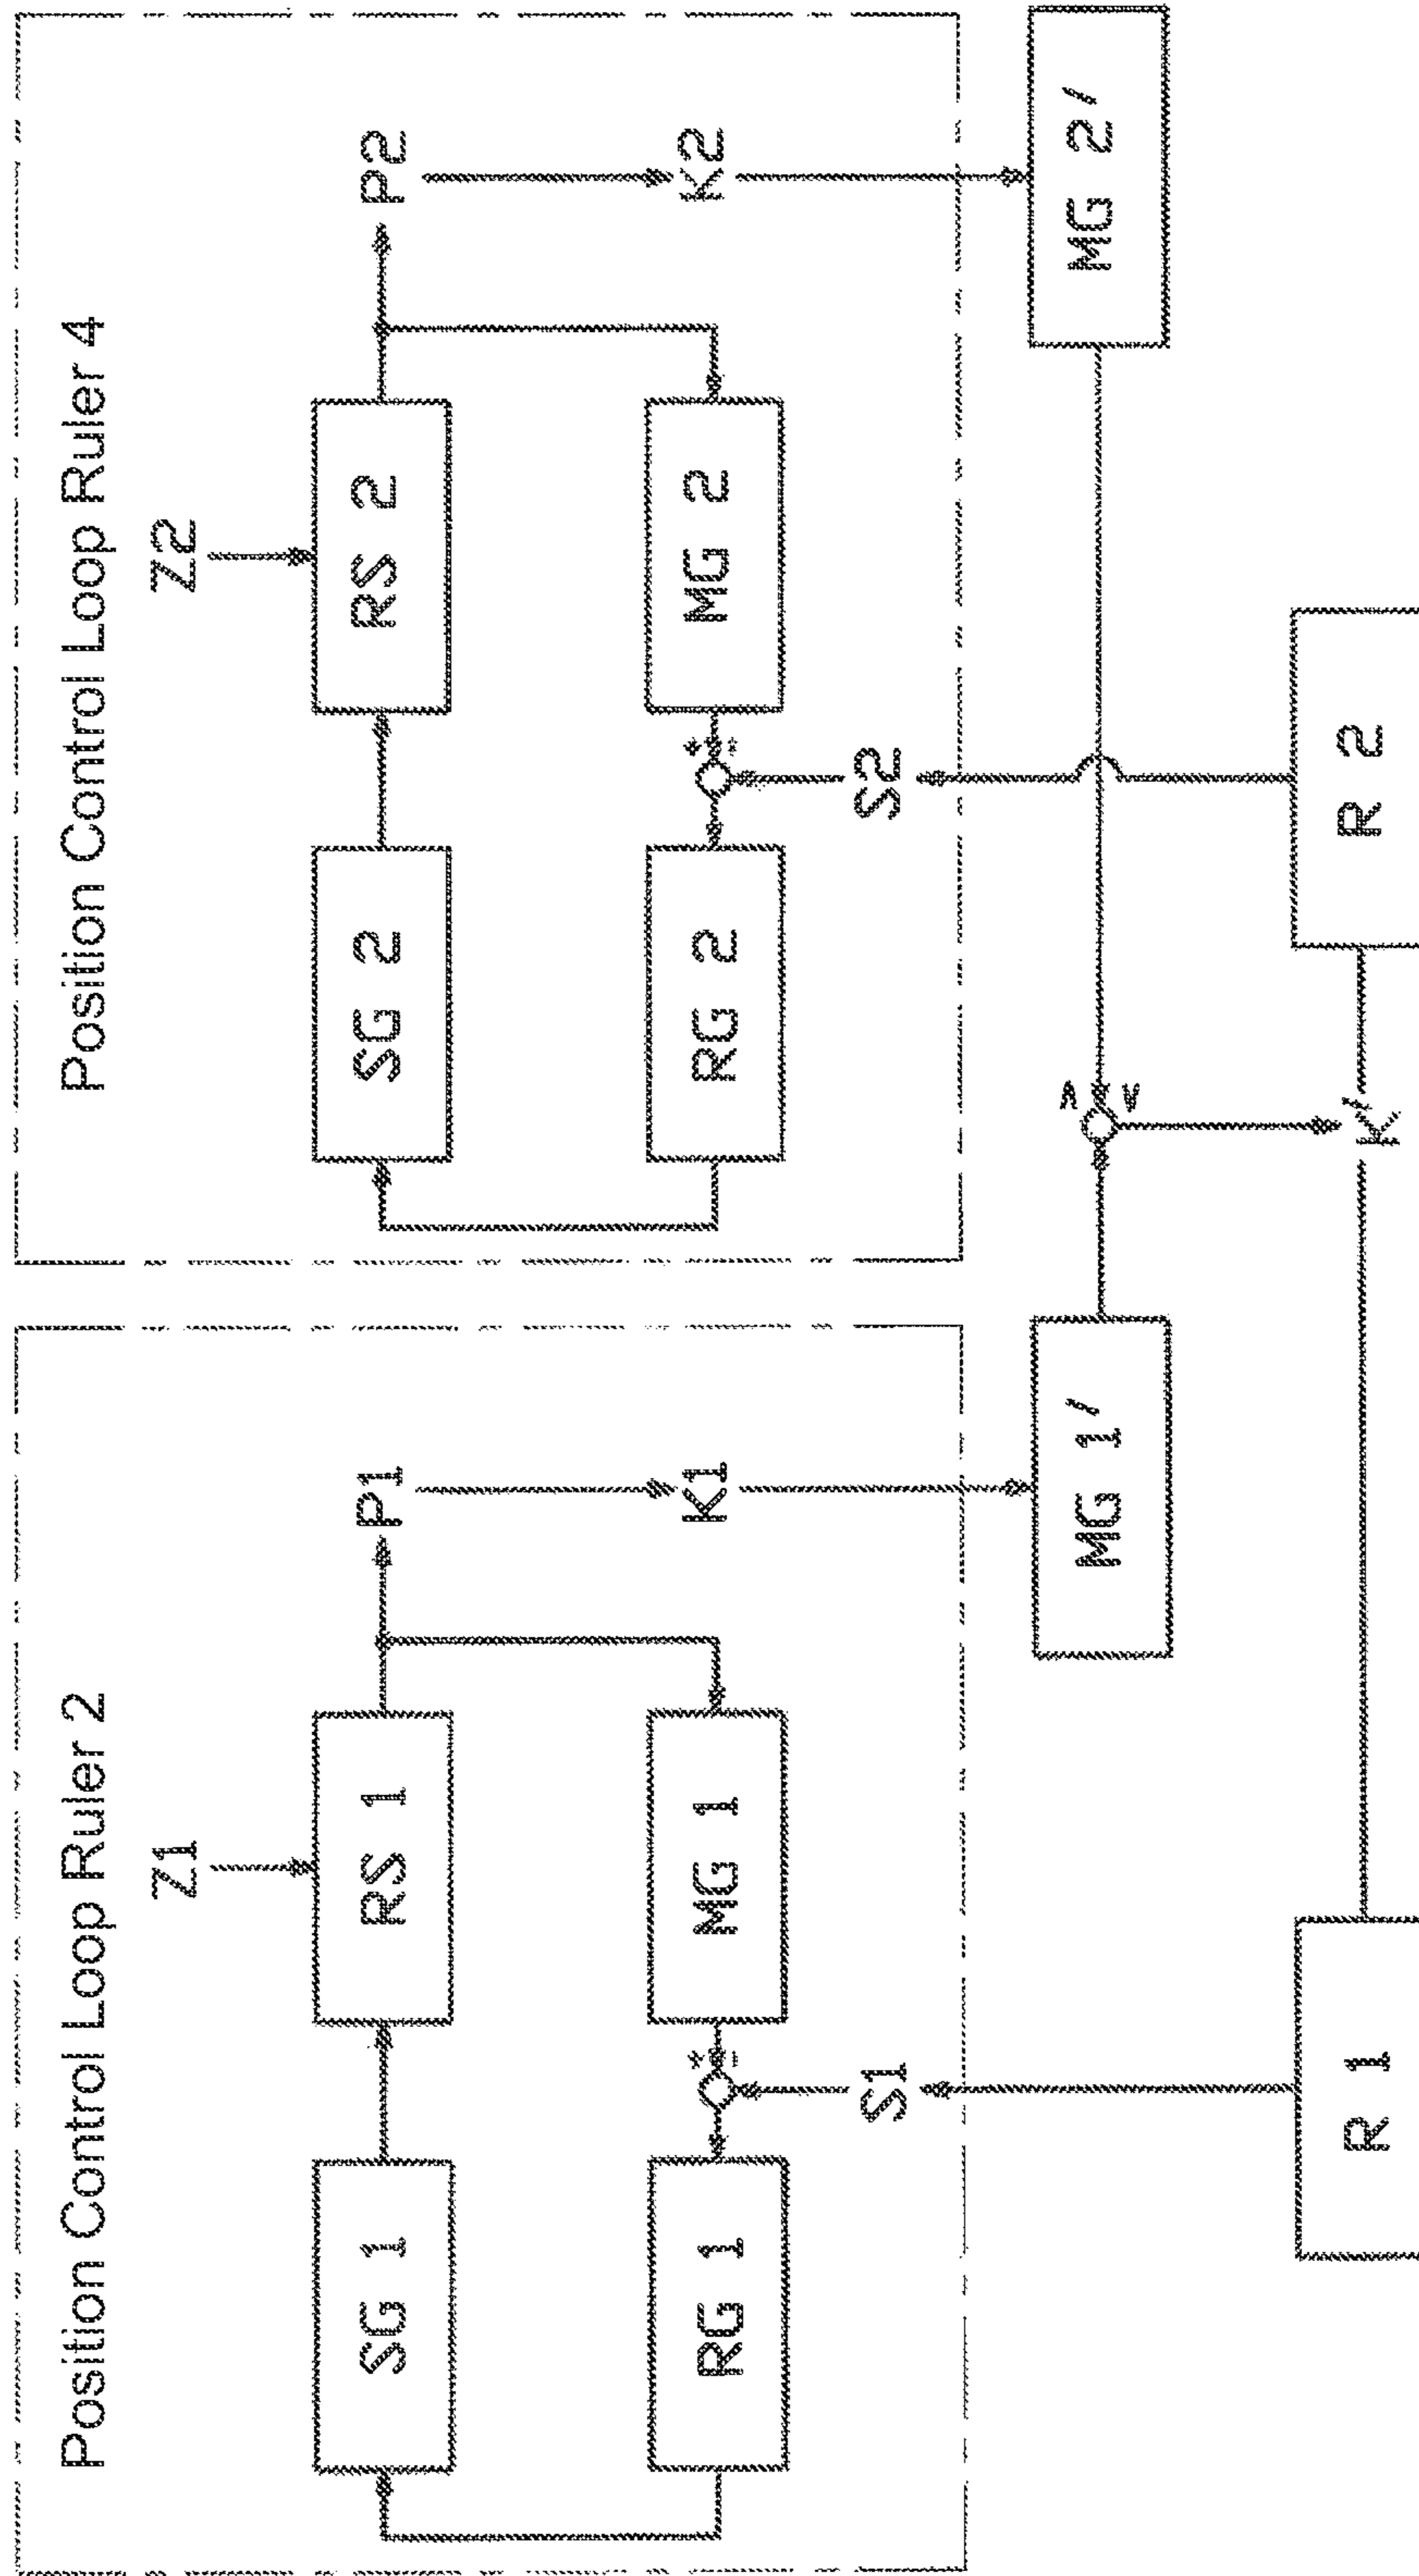 Position Control Loop Ruler 2
Z1
SG 1
RS 1
P1
RG 1
MG 1
+
-
K1
S1
MG 1'
R 1
Position Control Loop Ruler 4
Z2
SG 2
RS 2
P2
RG 2
MG 2
+
-
K2
S2
MG 2'
∧
∨
K'
R 2